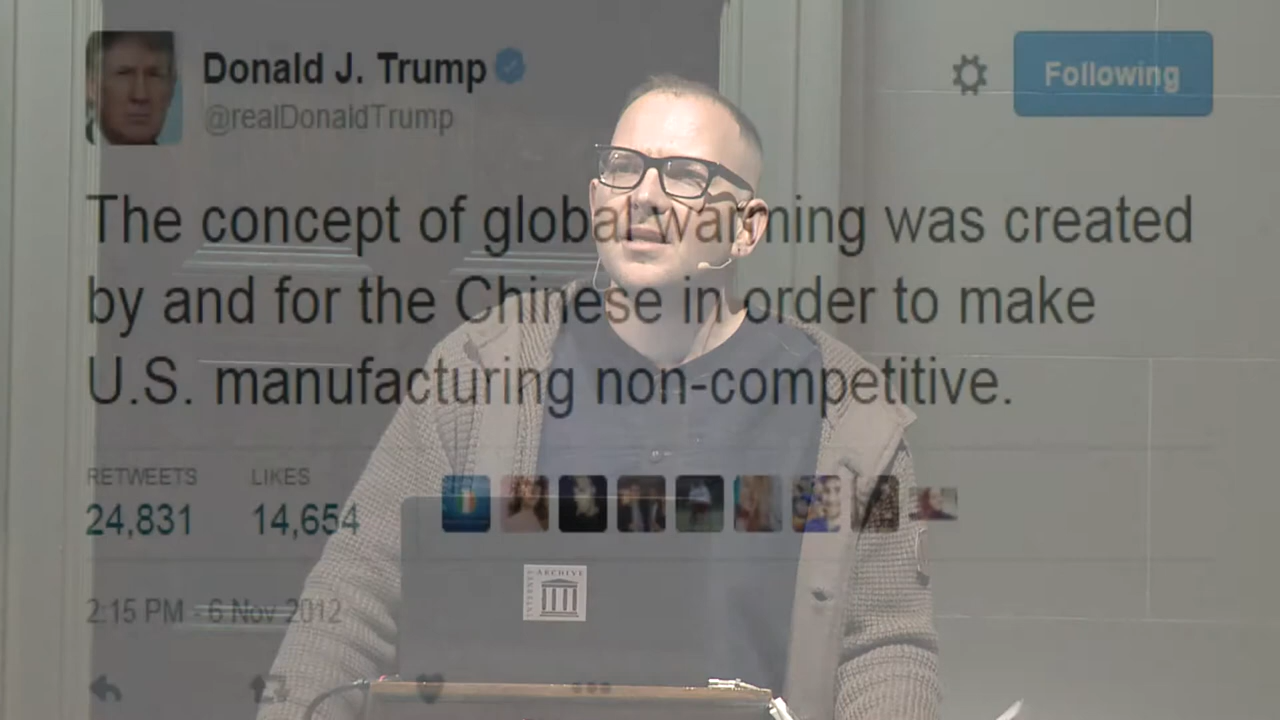 Donald J. Trump
@realDonaldTrump
Following
The concept of global warming was created
by and for the Chinese in order to make
U.S. manufacturing non-competitive.
RETWEETS LIKES
24,831 14,654
INTERNET ARCHIVE
2:15 PM - 6 Nov 2012